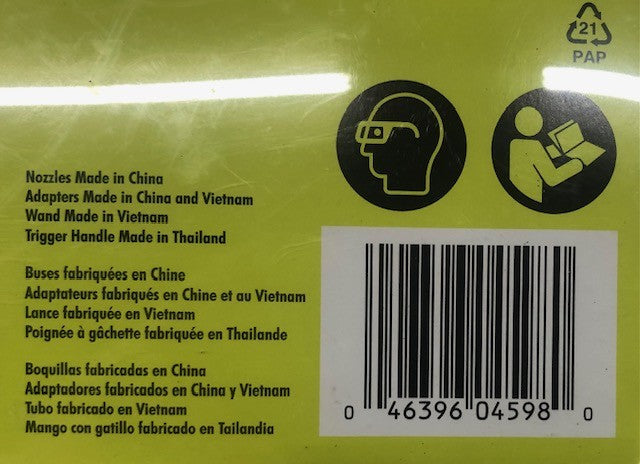 21
PAP
Nozzles Made in China
Adapters Made in China and Vietnam
Wand Made in Vietnam
Trigger Handle Made in Thailand
Buses fabriquées en Chine
Adaptateurs fabriqués en Chine et au Vietnam
Lance fabriquée en Vietnam
Poignée à gâchette fabriquée en Thaïlande
Boquillas fabricadas en China
Adaptadores fabricados en China y Vietnam
Tubo fabricado en Vietnam
Mango con gatillo fabricado en Tailandia
0 46396 04598 0